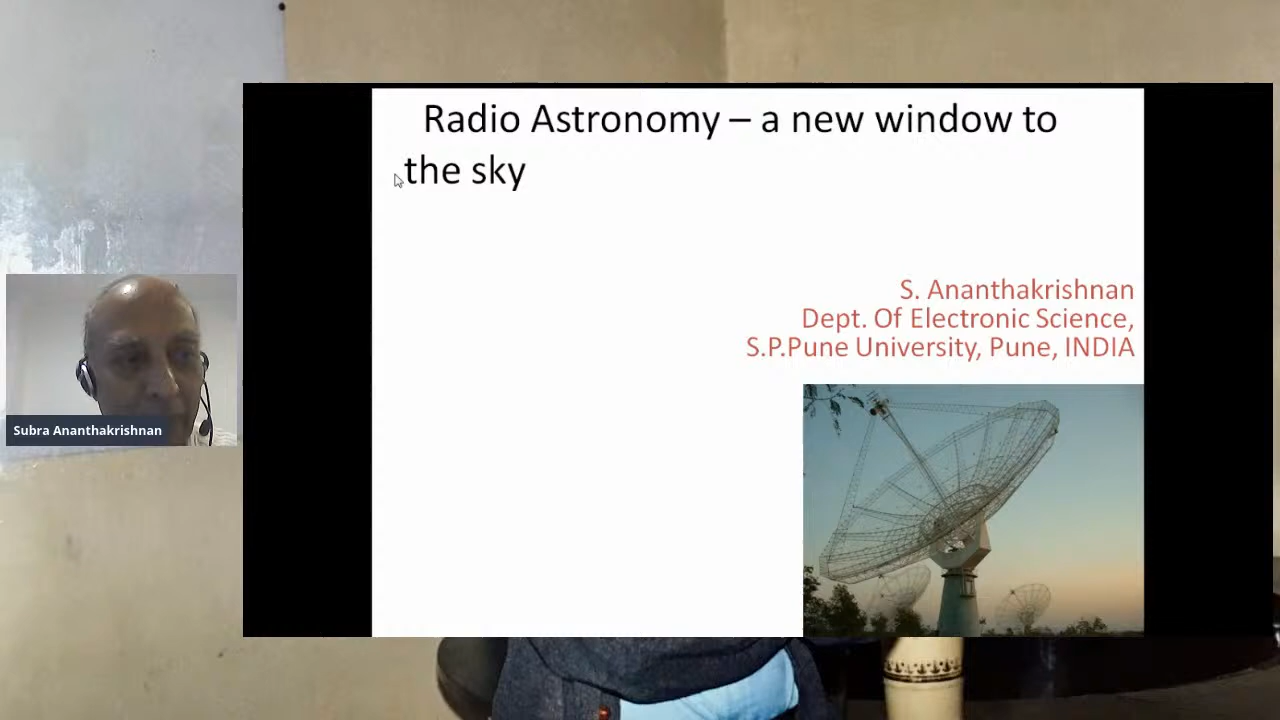 Radio Astronomy – a new window to
the sky
S. Ananthakrishnan
Dept. Of Electronic Science,
S.P.Pune University, Pune, INDIA
Subra Ananthakrishnan